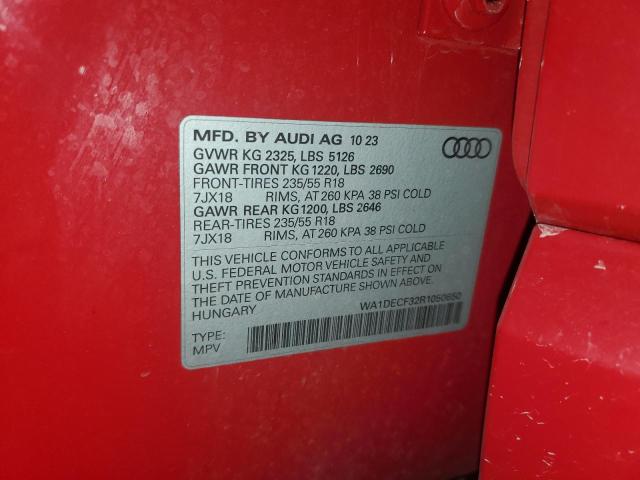 MFD. BY AUDI AG 10 23
GVWR KG 2325, LBS 5126
GAWR FRONT KG 1220, LBS 2690
FRONT-TIRES 235/55 R18
7JX18 RIMS, AT 260 KPA 38 PSI COLD
GAWR REAR KG 1200, LBS 2646
REAR-TIRES 235/55 R18
7JX18 RIMS, AT 260 KPA 38 PSI COLD
THIS VEHICLE CONFORMS TO ALL APPLICABLE
U.S. FEDERAL MOTOR VEHICLE SAFETY AND
THEFT PREVENTION STANDARDS IN EFFECT ON
THE DATE OF MANUFACTURE SHOWN ABOVE.
HUNGARY WA1DECF32R1050650
TYPE:
MPV